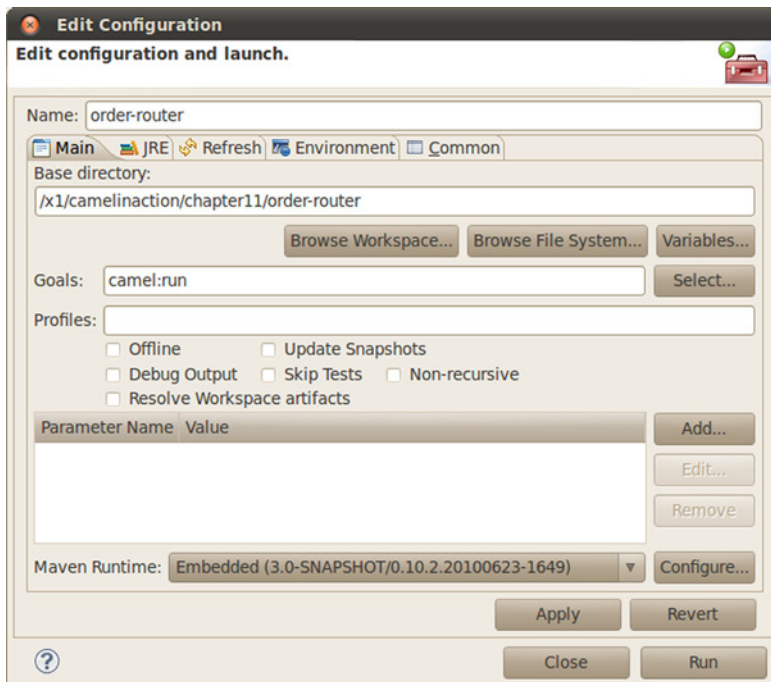 Edit Configuration
Edit configuration and launch.
Name: order-router
Main JRE Refresh Environment Common
Base directory:
/x1/camelinaction/chapter11/order-router
Browse Workspace... Browse File System... Variables...
Goals: camel:run Select...
Profiles:
Offline Update Snapshots
Debug Output Skip Tests Non-recursive
Resolve Workspace artifacts
Parameter Name Value Add...
Edit...
Remove
Maven Runtime: Embedded (3.0-SNAPSHOT/0.10.2.20100623-1649) Configure...
Apply Revert
? Close Run